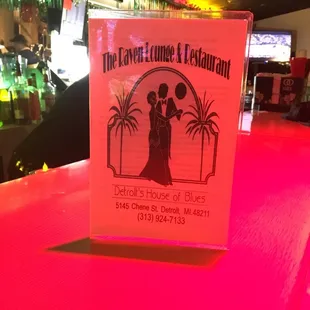 The Raven Lounge & Restaurant
Detroit's House of Blues
5145 Chene St. Detroit, MI. 48211
(313) 924-7133